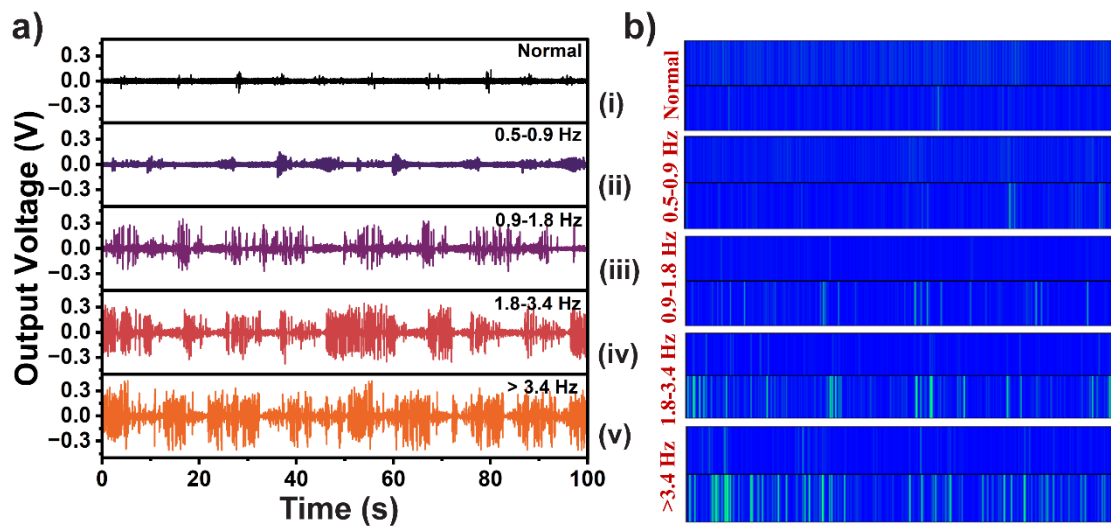 a)
Output Voltage (V)
0.3
0.0
−0.3
Normal
(i)
0.3
0.0
−0.3
0.5-0.9 Hz
(ii)
0.3
0.0
−0.3
0.9-1.8 Hz
(iii)
0.3
0.0
−0.3
1.8-3.4 Hz
(iv)
0.3
0.0
−0.3
> 3.4 Hz
(v)
0 20 40 60 80 100
Time (s)
b)
Normal
0.5-0.9 Hz
0.9-1.8 Hz
1.8-3.4 Hz
>3.4 Hz